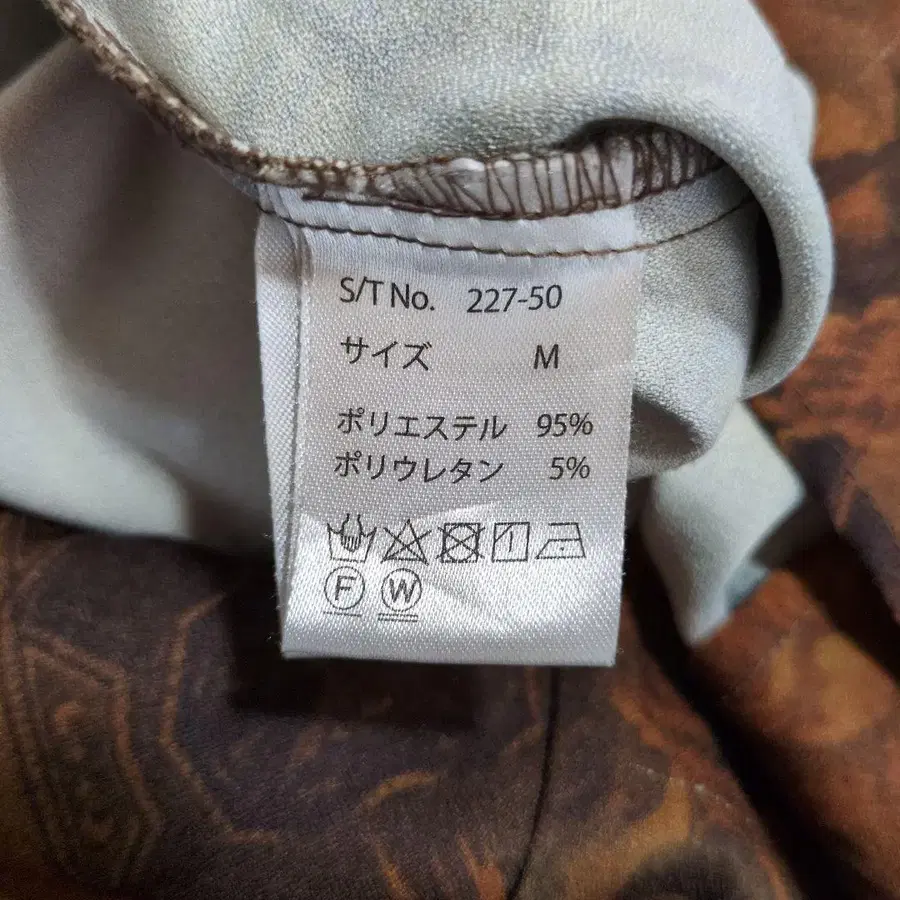 S/T No. 227-50
サイズ M
ポリエステル 95%
ポリウレタン 5%
F W